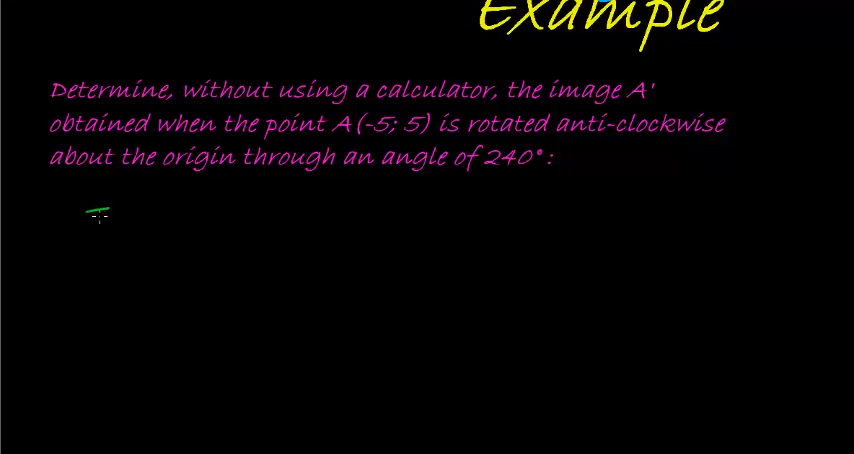 Example
Determine, without using a calculator, the image A'
obtained when the point A (-5; 5) is rotated anti-clockwise
about the origin through an angle of 240° :